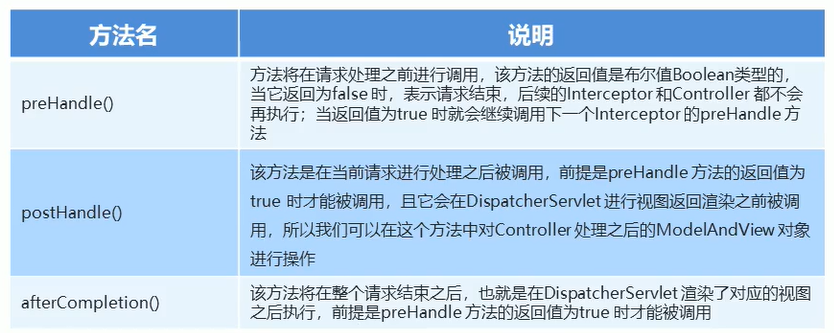 方法名
说明
preHandle()
方法将在请求处理之前进行调用，该方法的返回值是布尔值Boolean类型的，
当它返回为false 时，表示请求结束，后续的Interceptor 和Controller 都不会
再执行；当返回值为true 时就会继续调用下一个Interceptor 的preHandle 方
法
postHandle()
该方法是在当前请求进行处理之后被调用，前提是preHandle 方法的返回值为
true 时才能被调用，且它会在DispatcherServlet 进行视图返回渲染之前被调
用，所以我们可以在这个方法中对Controller 处理之后的ModelAndView 对象
进行操作
afterCompletion()
该方法将在整个请求结束之后，也就是在DispatcherServlet 渲染了对应的视图
之后执行，前提是preHandle 方法的返回值为true 时才能被调用